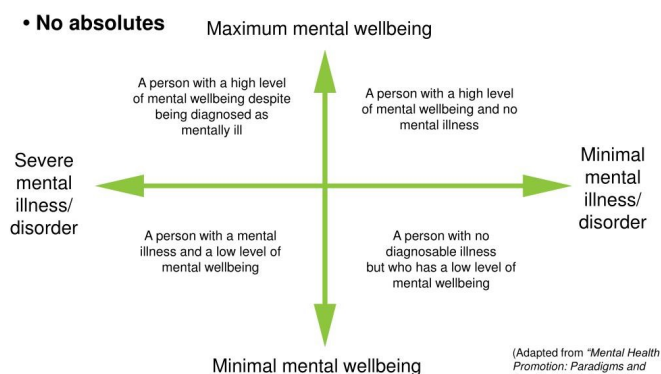 • No absolutes
Maximum mental wellbeing
A person with a high level
of mental wellbeing despite
being diagnosed as
mentally ill
A person with a high level
of mental wellbeing and no
mental illness
Severe
mental
illness/
disorder
Minimal
mental
illness/
disorder
A person with a mental
illness and a low level of
mental wellbeing
A person with no
diagnosable illness
but who has a low level of
mental wellbeing
Minimal mental wellbeing
(Adapted from “Mental Health
Promotion: Paradigms and